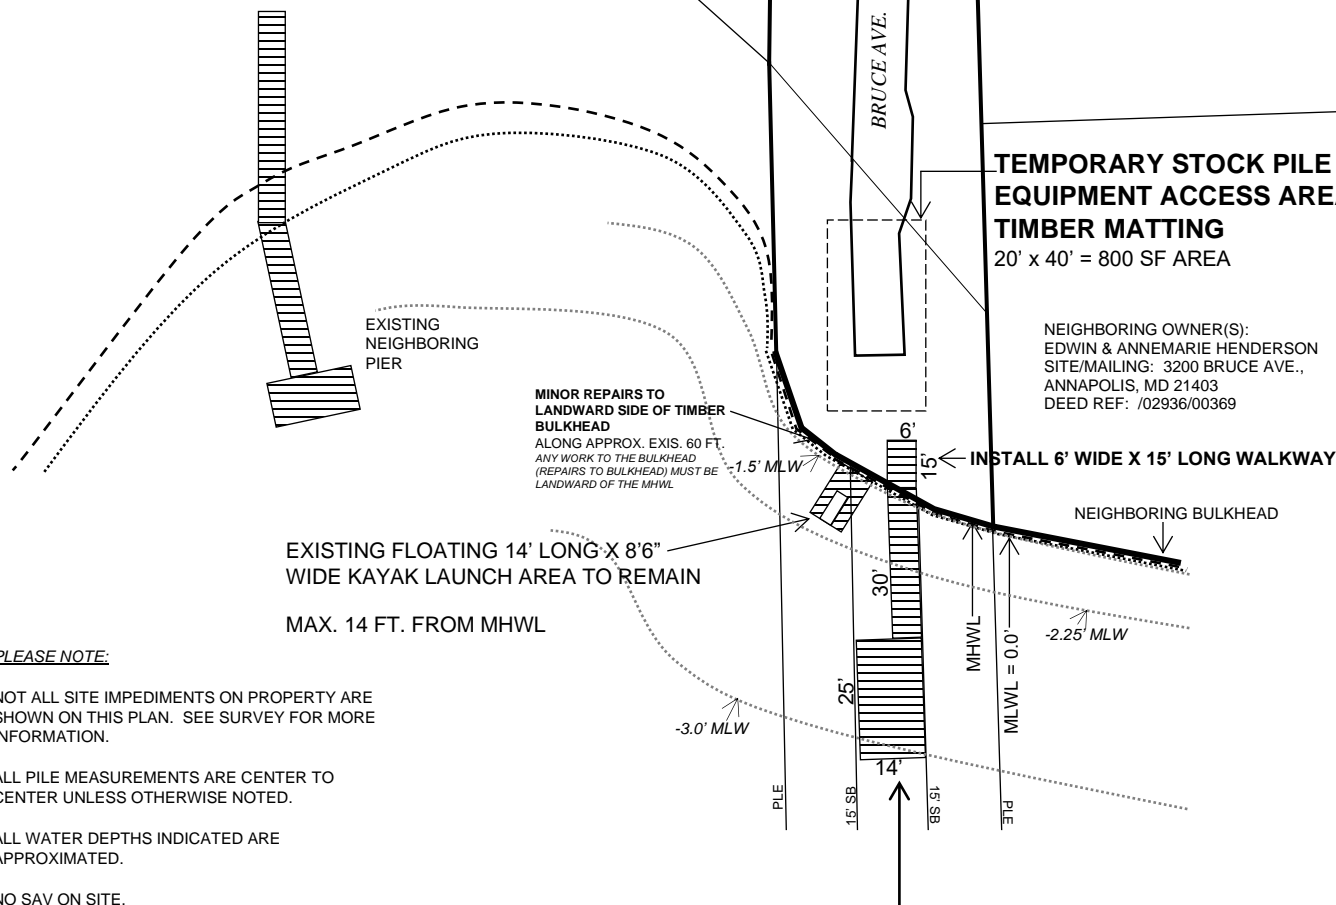 BRUCE AVE.
TEMPORARY STOCK PILE
EQUIPMENT ACCESS AREA
TIMBER MATTING
20' x 40' = 800 SF AREA
NEIGHBORING OWNER(S):
EDWIN & ANNEMARIE HENDERSON
SITE/MAILING: 3200 BRUCE AVE.,
ANNAPOLIS, MD 21403
DEED REF: /02936/00369
EXISTING
NEIGHBORING
PIER
MINOR REPAIRS TO
LANDWARD SIDE OF TIMBER
BULKHEAD
ALONG APPROX. EXIS. 60 FT.
ANY WORK TO THE BULKHEAD
(REPAIRS TO BULKHEAD) MUST BE
LANDWARD OF THE MHWL
-1.5' MLW
6'
15'
INSTALL 6' WIDE X 15' LONG WALKWAY
NEIGHBORING BULKHEAD
EXISTING FLOATING 14' LONG X 8'6"
WIDE KAYAK LAUNCH AREA TO REMAIN
MAX. 14 FT. FROM MHWL
30'
MHWL
MLWL = 0.0'
-2.25' MLW
25'
-3.0' MLW
14'
PLE
15' SB
15' SB
PLE
PLEASE NOTE:
NOT ALL SITE IMPEDIMENTS ON PROPERTY ARE
SHOWN ON THIS PLAN. SEE SURVEY FOR MORE
INFORMATION.
ALL PILE MEASUREMENTS ARE CENTER TO
CENTER UNLESS OTHERWISE NOTED.
ALL WATER DEPTHS INDICATED ARE
APPROXIMATED.
NO SAV ON SITE.